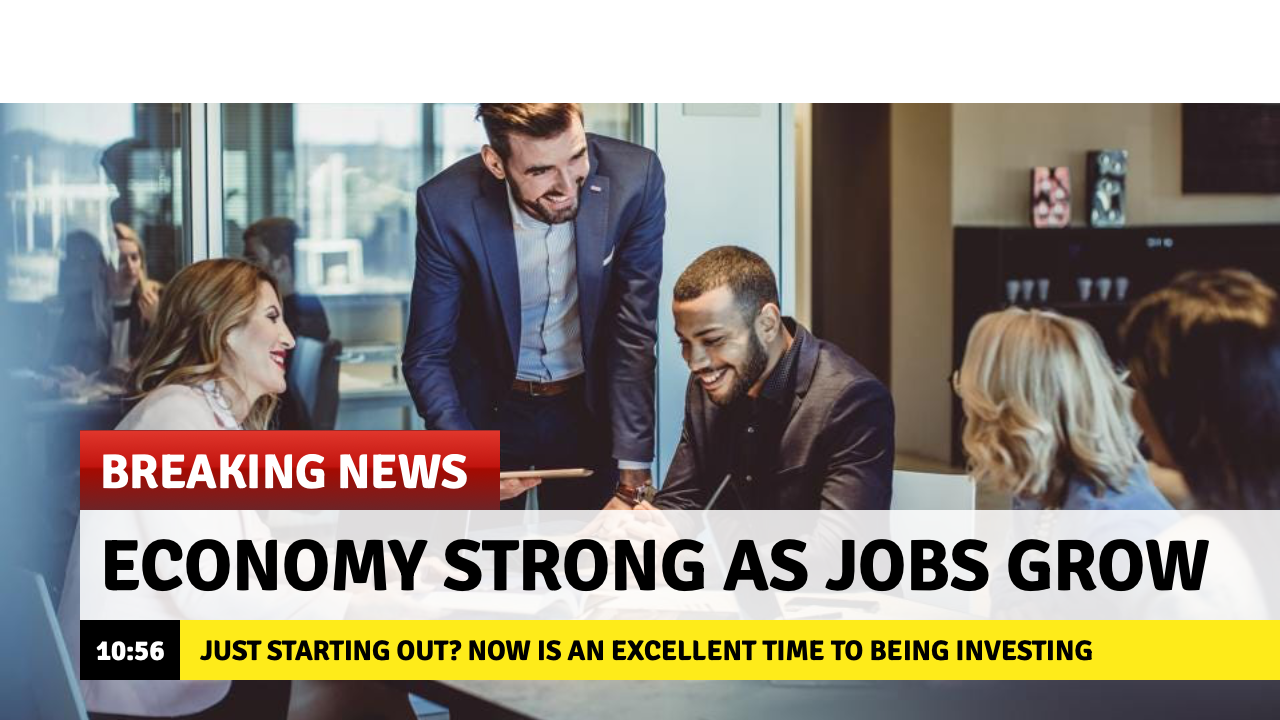 BREAKING NEWS
ECONOMY STRONG AS JOBS GROW
10:56 JUST STARTING OUT? NOW IS AN EXCELLENT TIME TO BEING INVESTING